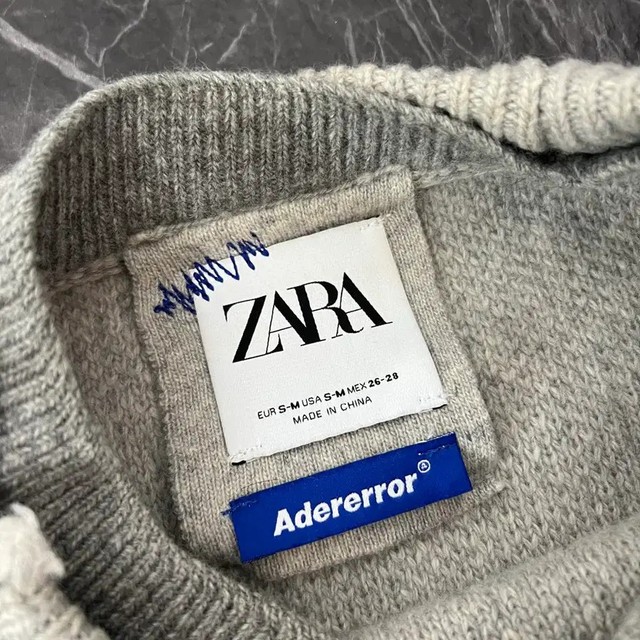 ZARA
EUR S-M USA S-M MEX 26-28
MADE IN CHINA
Adererror